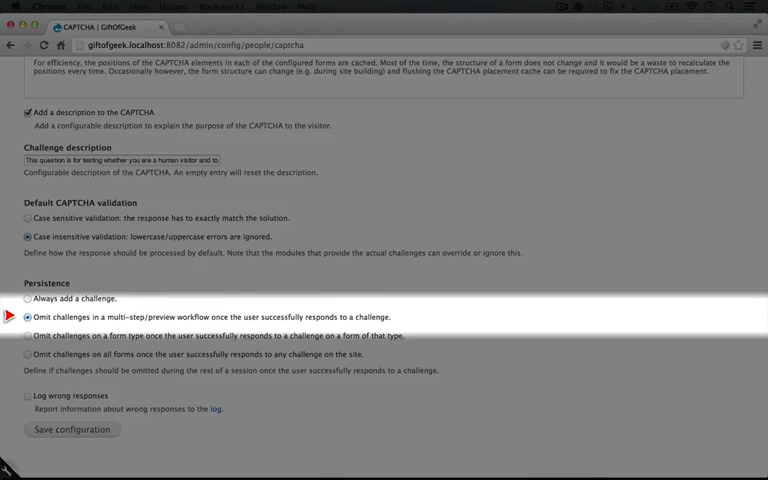 Chrome File Edit View History Bookmarks Window Help
CAPTCHA | GiftOfGeek
giftofgeek.localhost:8082/admin/config/people/captcha
For efficiency, the positions of the CAPTCHA elements in each of the configured forms are cached. Most of the time, the structure of a form does not change and it would be a waste to recalculate the
positions every time. Occasionally however, the form structure can change (e.g. during site building) and flushing the CAPTCHA placement cache can be required to fix the CAPTCHA placement.
Add a description to the CAPTCHA
Add a configurable description to explain the purpose of the CAPTCHA to the visitor.
Challenge description
This question is for testing whether you are a human visitor and to
Configurable description of the CAPTCHA. An empty entry will reset the description.
Default CAPTCHA validation
Case sensitive validation: the response has to exactly match the solution.
Case insensitive validation: lowercase/uppercase errors are ignored.
Define how the response should be processed by default. Note that the modules that provide the actual challenges can override or ignore this.
Persistence
Always add a challenge.
Omit challenges in a multi-step/preview workflow once the user successfully responds to a challenge.
Omit challenges on a form type once the user successfully responds to a challenge on a form of that type.
Omit challenges on all forms once the user successfully responds to any challenge on the site.
Define if challenges should be omitted during the rest of a session once the user successfully responds to a challenge.
Log wrong responses
Report information about wrong responses to the log.
Save configuration